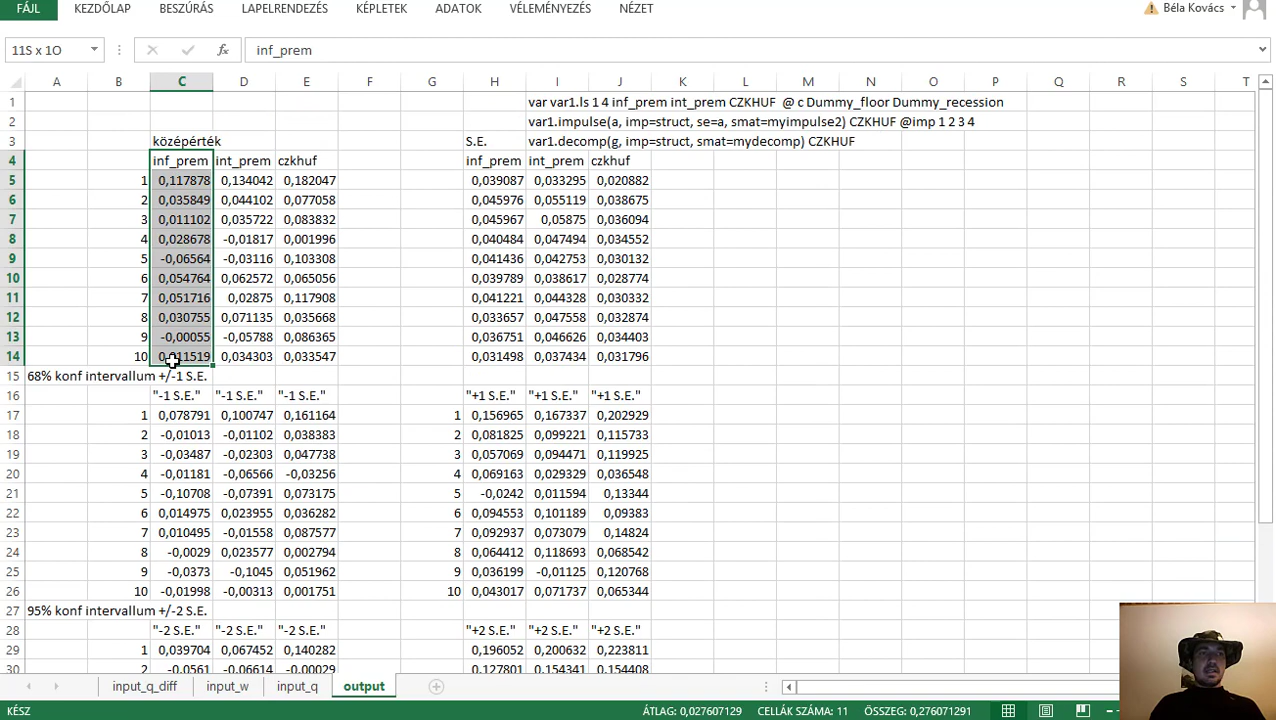 FÁJL KEZDŐLAP BESZÚRÁS LAPELRENDEZÉS KÉPLETEK ADATOK VÉLEMÉNYEZÉS NÉZET Béla Kovács
11S x 1O inf_prem
A B C D E F G H I J K L M N O P Q R S T
1 var var1.ls 1 4 inf_prem int_prem CZKHUF @ c Dummy_floor Dummy_recession
2 var1.impulse(a, imp=struct, se=a, smat=myimpulse2) CZKHUF @imp 1 2 3 4
3 középérték S.E. var1.decomp(g, imp=struct, smat=mydecomp) CZKHUF
4 inf_prem int_prem czkhuf inf_prem int_prem czkhuf
5 1 0,117878 0,134042 0,182047 0,039087 0,033295 0,020882
6 2 0,035849 0,044102 0,077058 0,045976 0,055119 0,038675
7 3 0,011102 0,035722 0,083832 0,045967 0,05875 0,036094
8 4 0,028678 -0,01817 0,001996 0,040484 0,047494 0,034552
9 5 -0,06564 -0,03116 0,103308 0,041436 0,042753 0,030132
10 6 0,054764 0,062572 0,065056 0,039789 0,038617 0,028774
11 7 0,051716 0,02875 0,117908 0,041221 0,044328 0,030332
12 8 0,030755 0,071135 0,035668 0,033657 0,047558 0,032874
13 9 -0,00055 -0,05788 0,086365 0,036751 0,046626 0,034403
14 10 0,011519 0,034303 0,033547 0,031498 0,037434 0,031796
15 68% konf intervallum +/-1 S.E.
16 "-1 S.E." "-1 S.E." "-1 S.E." "+1 S.E." "+1 S.E." "+1 S.E."
17 1 0,078791 0,100747 0,161164 1 0,156965 0,167337 0,202929
18 2 -0,01013 -0,01102 0,038383 2 0,081825 0,099221 0,115733
19 3 -0,03487 -0,02303 0,047738 3 0,057069 0,094471 0,119925
20 4 -0,01181 -0,06566 -0,03256 4 0,069163 0,029329 0,036548
21 5 -0,10708 -0,07391 0,073175 5 -0,0242 0,011594 0,13344
22 6 0,014975 0,023955 0,036282 6 0,094553 0,101189 0,09383
23 7 0,010495 -0,01558 0,087577 7 0,092937 0,073079 0,14824
24 8 -0,0029 0,023577 0,002794 8 0,064412 0,118693 0,068542
25 9 -0,0373 -0,1045 0,051962 9 0,036199 -0,01125 0,120768
26 10 -0,01998 -0,00313 0,001751 10 0,043017 0,071737 0,065344
27 95% konf intervallum +/-2 S.E.
28 "-2 S.E." "-2 S.E." "-2 S.E." "+2 S.E." "+2 S.E." "+2 S.E."
29 1 0,039704 0,067452 0,140282 0,196052 0,200632 0,223811
30 2 -0,0561 -0,06614 -0,00029 0,127801 0,154341 0,154408
input_q_diff input_w input_q output
KÉSZ ÁTLAG: 0,027607129 CELLÁK SZÁMA: 11 ÖSSZEG: 0,276071291